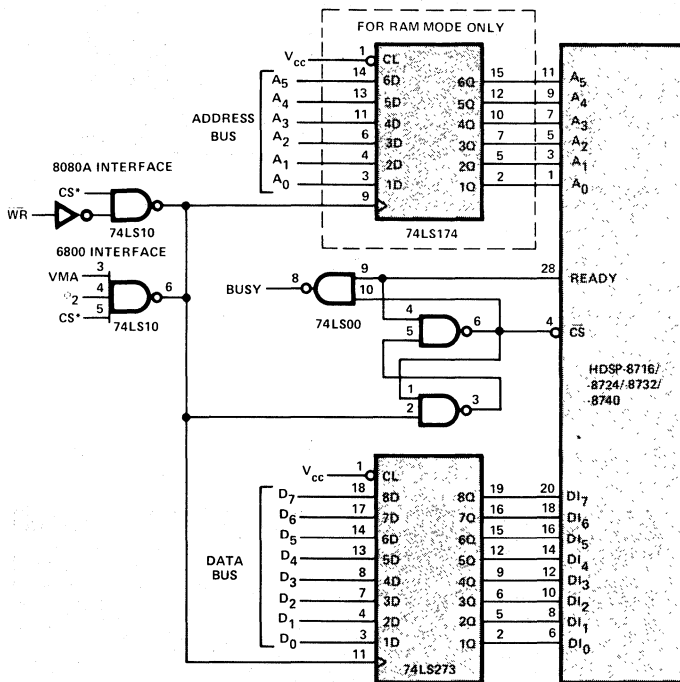 FOR RAM MODE ONLY
Vcc 1 CL
A5 14 6D 6Q 15 11 A5
A4 13 5D 5Q 12 9 A4
A3 11 4D 4Q 10 7 A3
A2 6 3D 3Q 7 5 A2
A1 4 2D 2Q 5 3 A1
A0 3 1D 1Q 2 1 A0
9
ADDRESS
BUS
74LS174
8080A INTERFACE
CS*
WR
74LS10
6800 INTERFACE
VMA 3
2 4 6
CS* 5
74LS10
BUSY 8 9 28 READY
10
74LS00
4 6 4 CS
5
1 3
2
HDSP-8716/
-8724/-8732/
-8740
Vcc 1 CL
D7 18 8D 8Q 19 20 DI7
D6 17 7D 7Q 16 18 DI6
D5 14 6D 6Q 15 16 DI5
D4 13 5D 5Q 12 14 DI4
D3 8 4D 4Q 9 12 DI3
D2 7 3D 3Q 6 10 DI2
D1 4 2D 2Q 5 8 DI1
D0 3 1D 1Q 2 6 DI0
11
DATA
BUS
74LS273